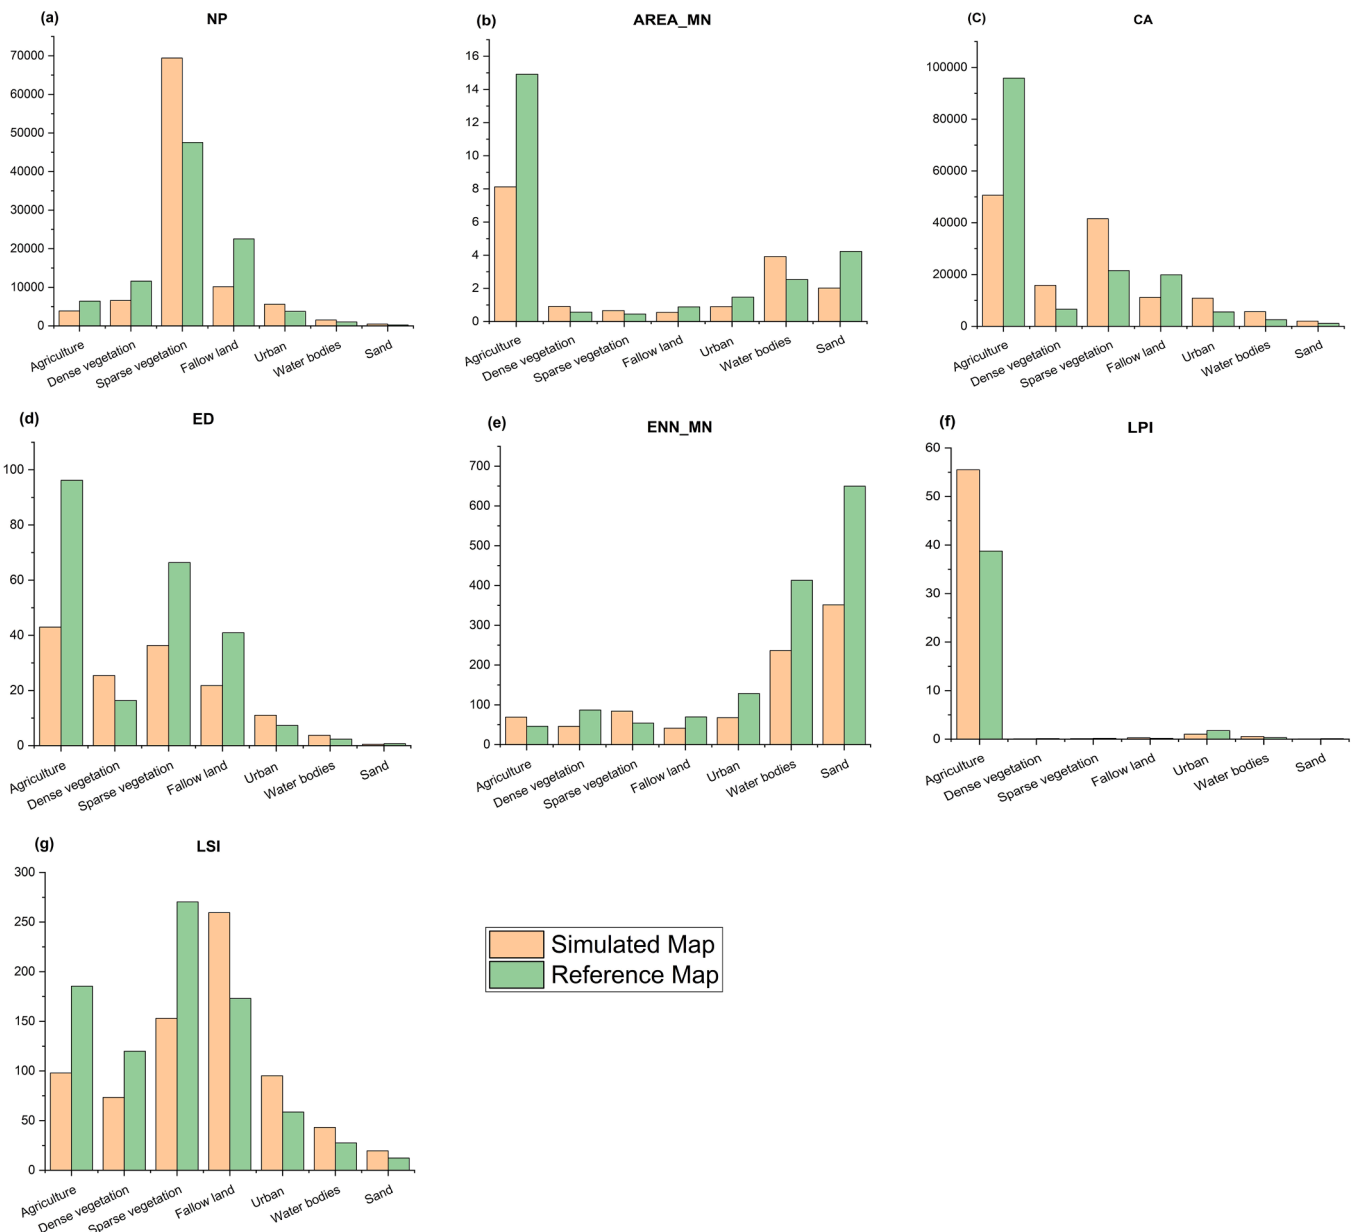 (a)
NP
70000
60000
50000
40000
30000
20000
10000
0
Agriculture
Dense vegetation
Sparse vegetation
Fallow land
Urban
Water bodies
Sand
(b)
AREA_MN
16
14
12
10
8
6
4
2
0
Agriculture
Dense vegetation
Sparse vegetation
Fallow land
Urban
Water bodies
Sand
(C)
CA
100000
80000
60000
40000
20000
0
Agriculture
Dense vegetation
Sparse vegetation
Fallow land
Urban
Water bodies
Sand
(d)
ED
100
80
60
40
20
0
Agriculture
Dense vegetation
Sparse vegetation
Fallow land
Urban
Water bodies
Sand
(e)
ENN_MN
700
600
500
400
300
200
100
0
Agriculture
Dense vegetation
Sparse vegetation
Fallow land
Urban
Water bodies
Sand
(f)
LPI
60
50
40
30
20
10
0
Agriculture
Dense vegetation
Sparse vegetation
Fallow land
Urban
Water bodies
Sand
(g)
LSI
300
250
200
150
100
50
0
Agriculture
Dense vegetation
Sparse vegetation
Fallow land
Urban
Water bodies
Sand
Simulated Map
Reference Map